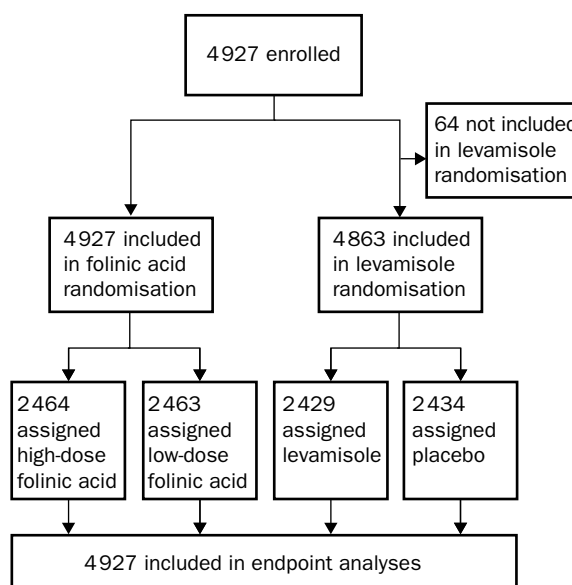 4927 enrolled
64 not included
in levamisole
randomisation
4927 included
in folinic acid
randomisation
4863 included
in levamisole
randomisation
2464
assigned
high-dose
folinic acid
2463
assigned
low-dose
folinic acid
2429
assigned
levamisole
2434
assigned
placebo
4927 included in endpoint analyses